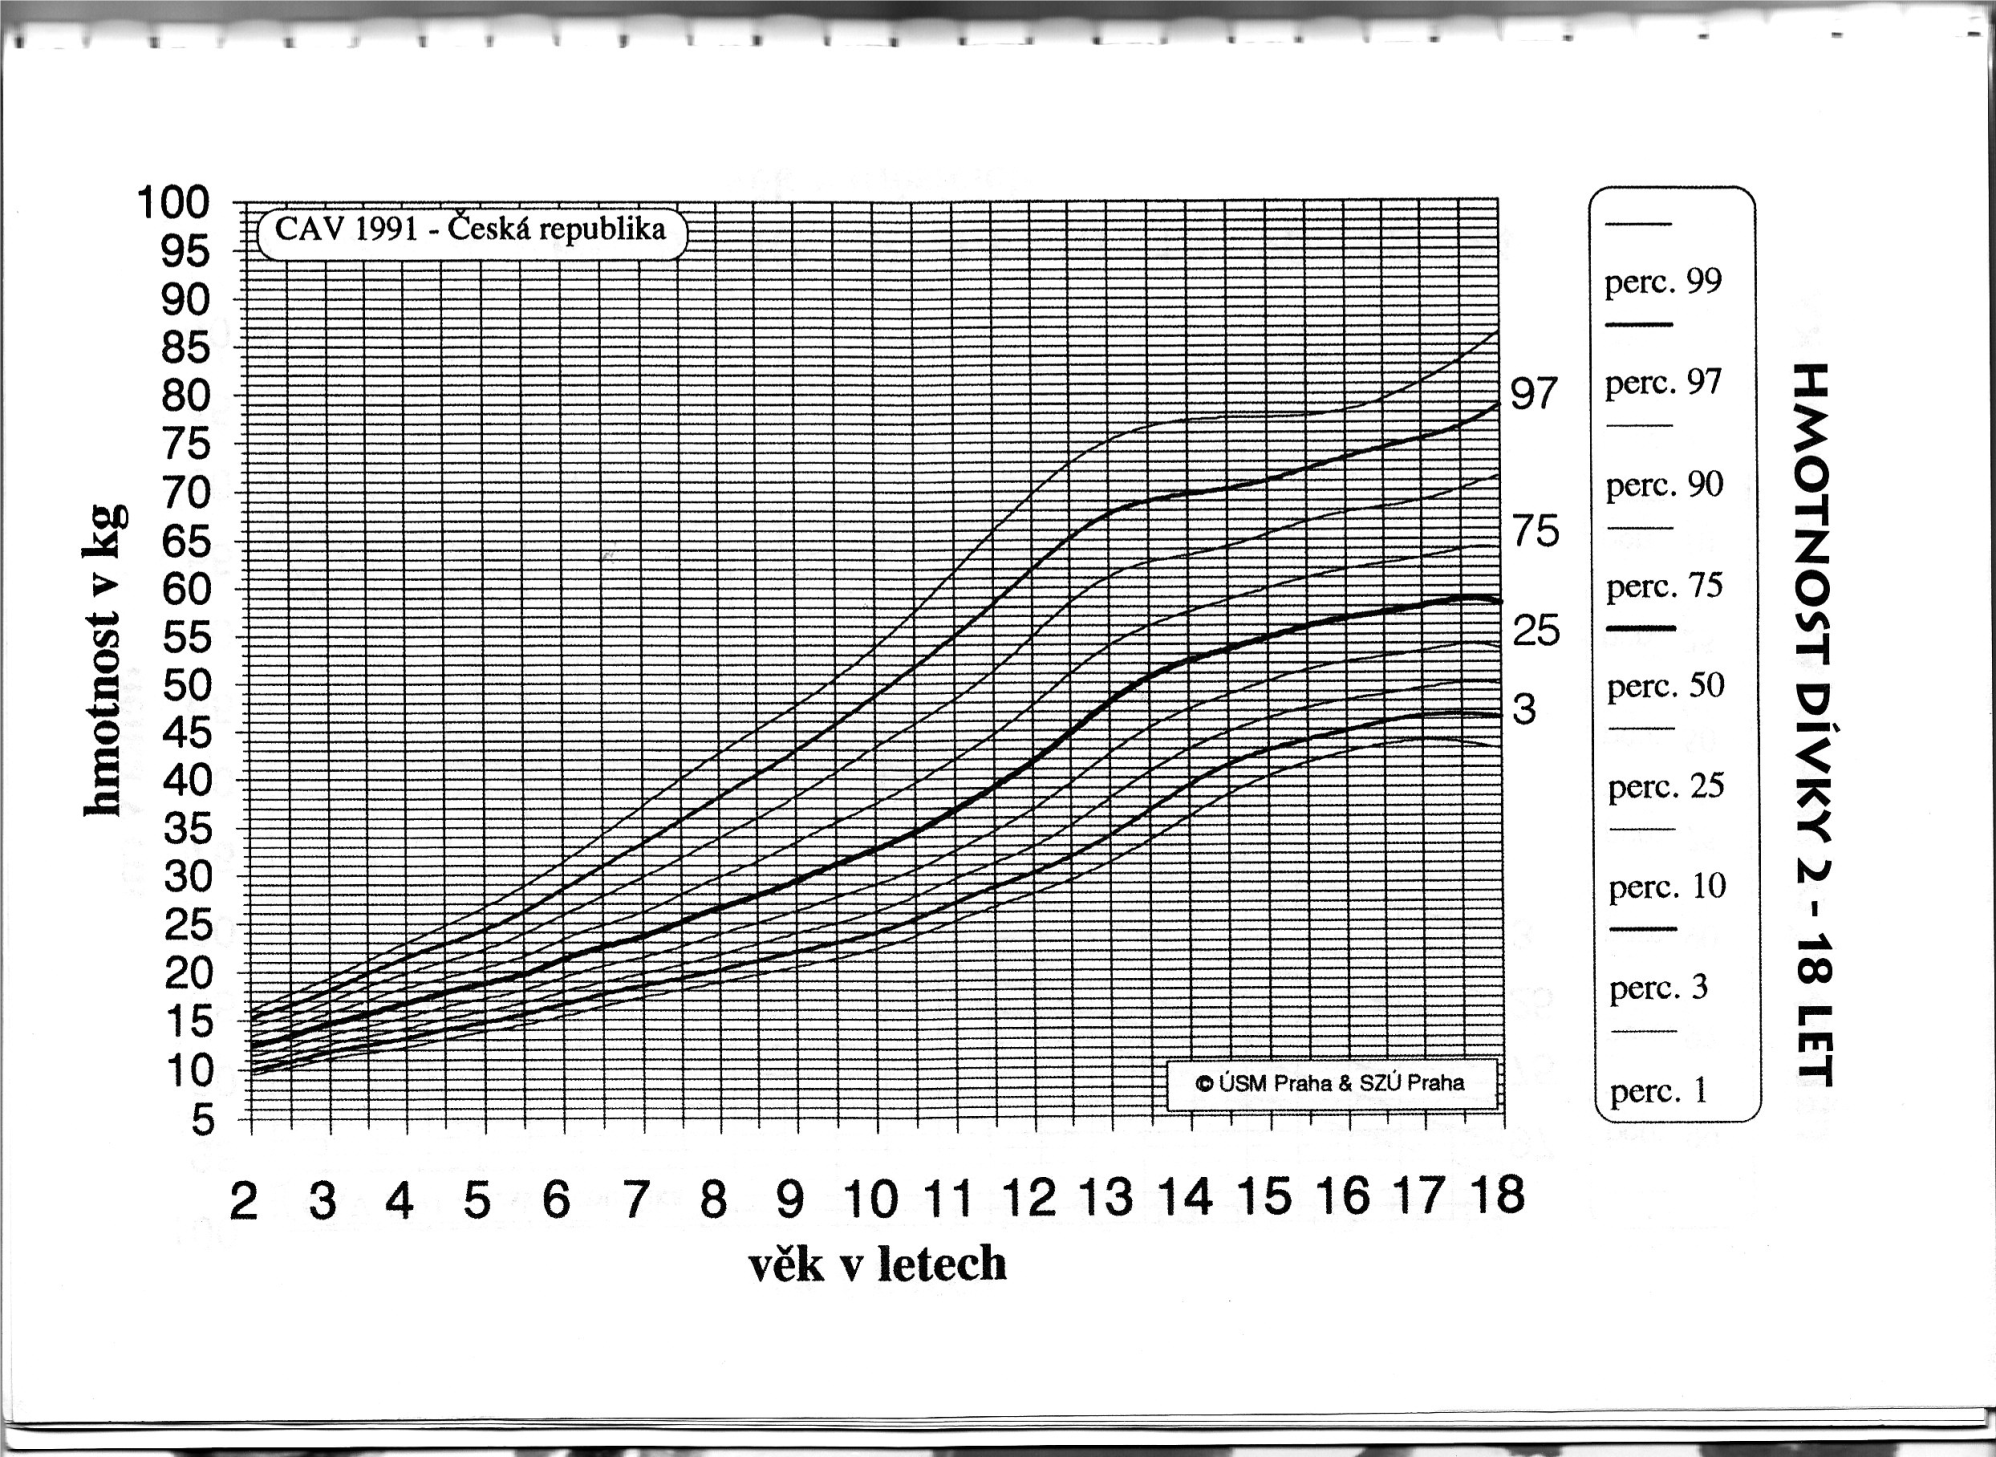 CAV 1991 - Česká republika
100
95
90
85
80
75
70
65
60
55
50
45
40
35
30
25
20
15
10
5
hmotnost v kg
2 3 4 5 6 7 8 9 10 11 12 13 14 15 16 17 18
věk v letech
97
75
25
3
© ÚSM Praha & SZÚ Praha
perc. 99
perc. 97
perc. 90
perc. 75
perc. 50
perc. 25
perc. 10
perc. 3
perc. 1
HMOTNOST DÍVKY 2 - 18 LET